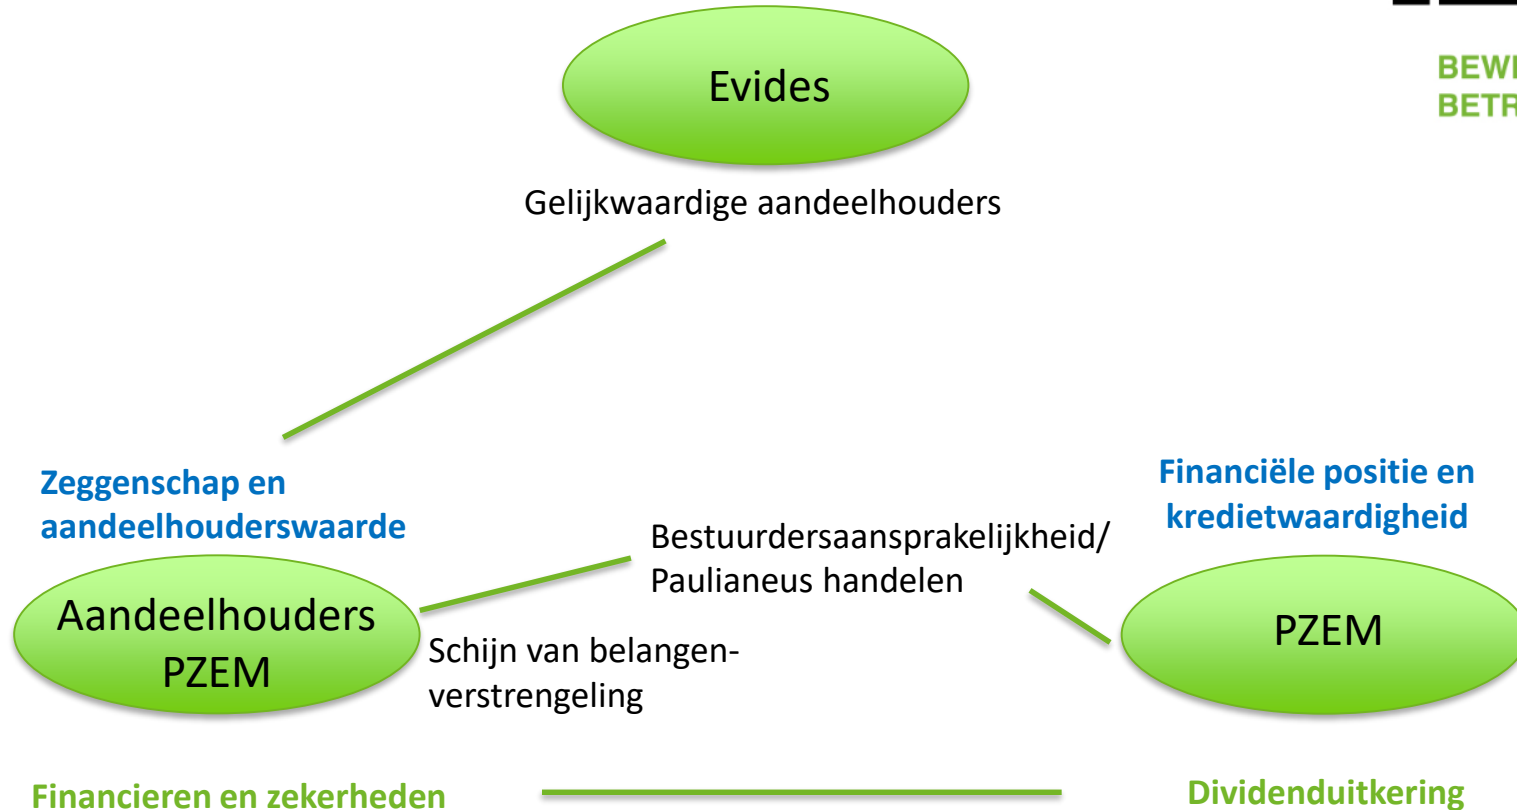 Evides
Gelijkwaardige aandeelhouders
Zeggenschap en
aandeelhouderswaarde
Financiële positie en
kredietwaardigheid
Bestuurdersaansprakelijkheid/
Paulianeus handelen
Aandeelhouders
PZEM
Schijn van belangen-
verstrengeling
PZEM
Financieren en zekerheden
Dividenduitkering